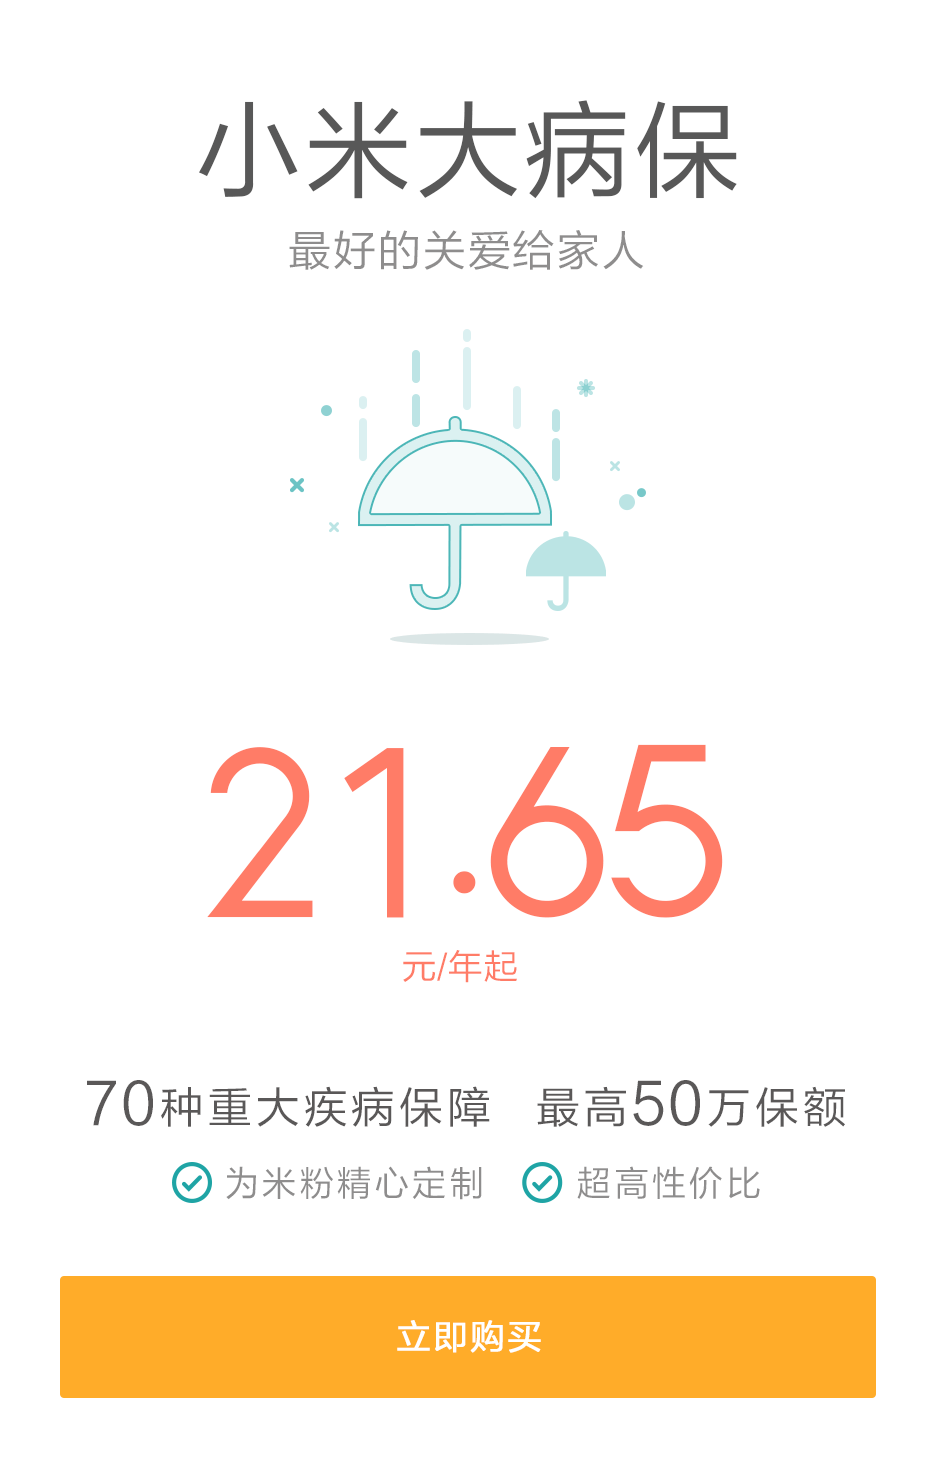 小米大病保
最好的关爱给家人
21.65
元/年起
70种重大疾病保障 最高50万保额
为米粉精心定制 超高性价比
立即购买